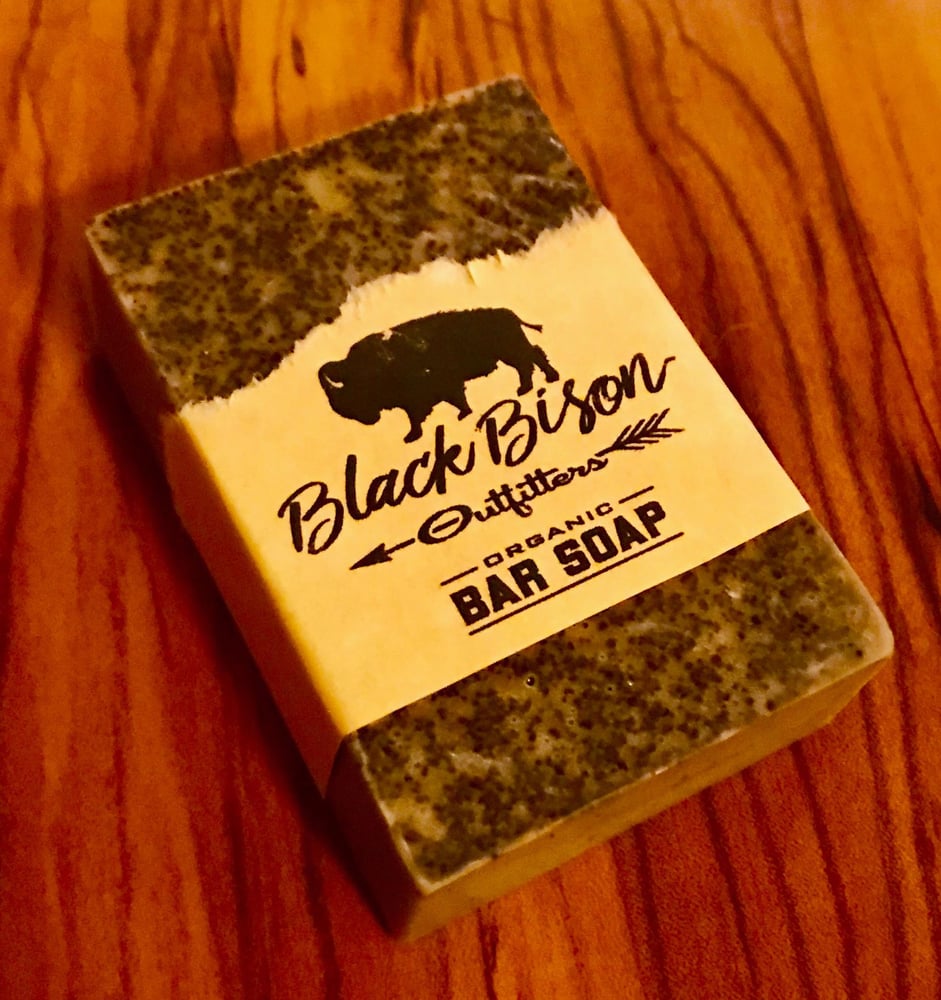 Black Bison
Outfitters
ORGANIC
BAR SOAP